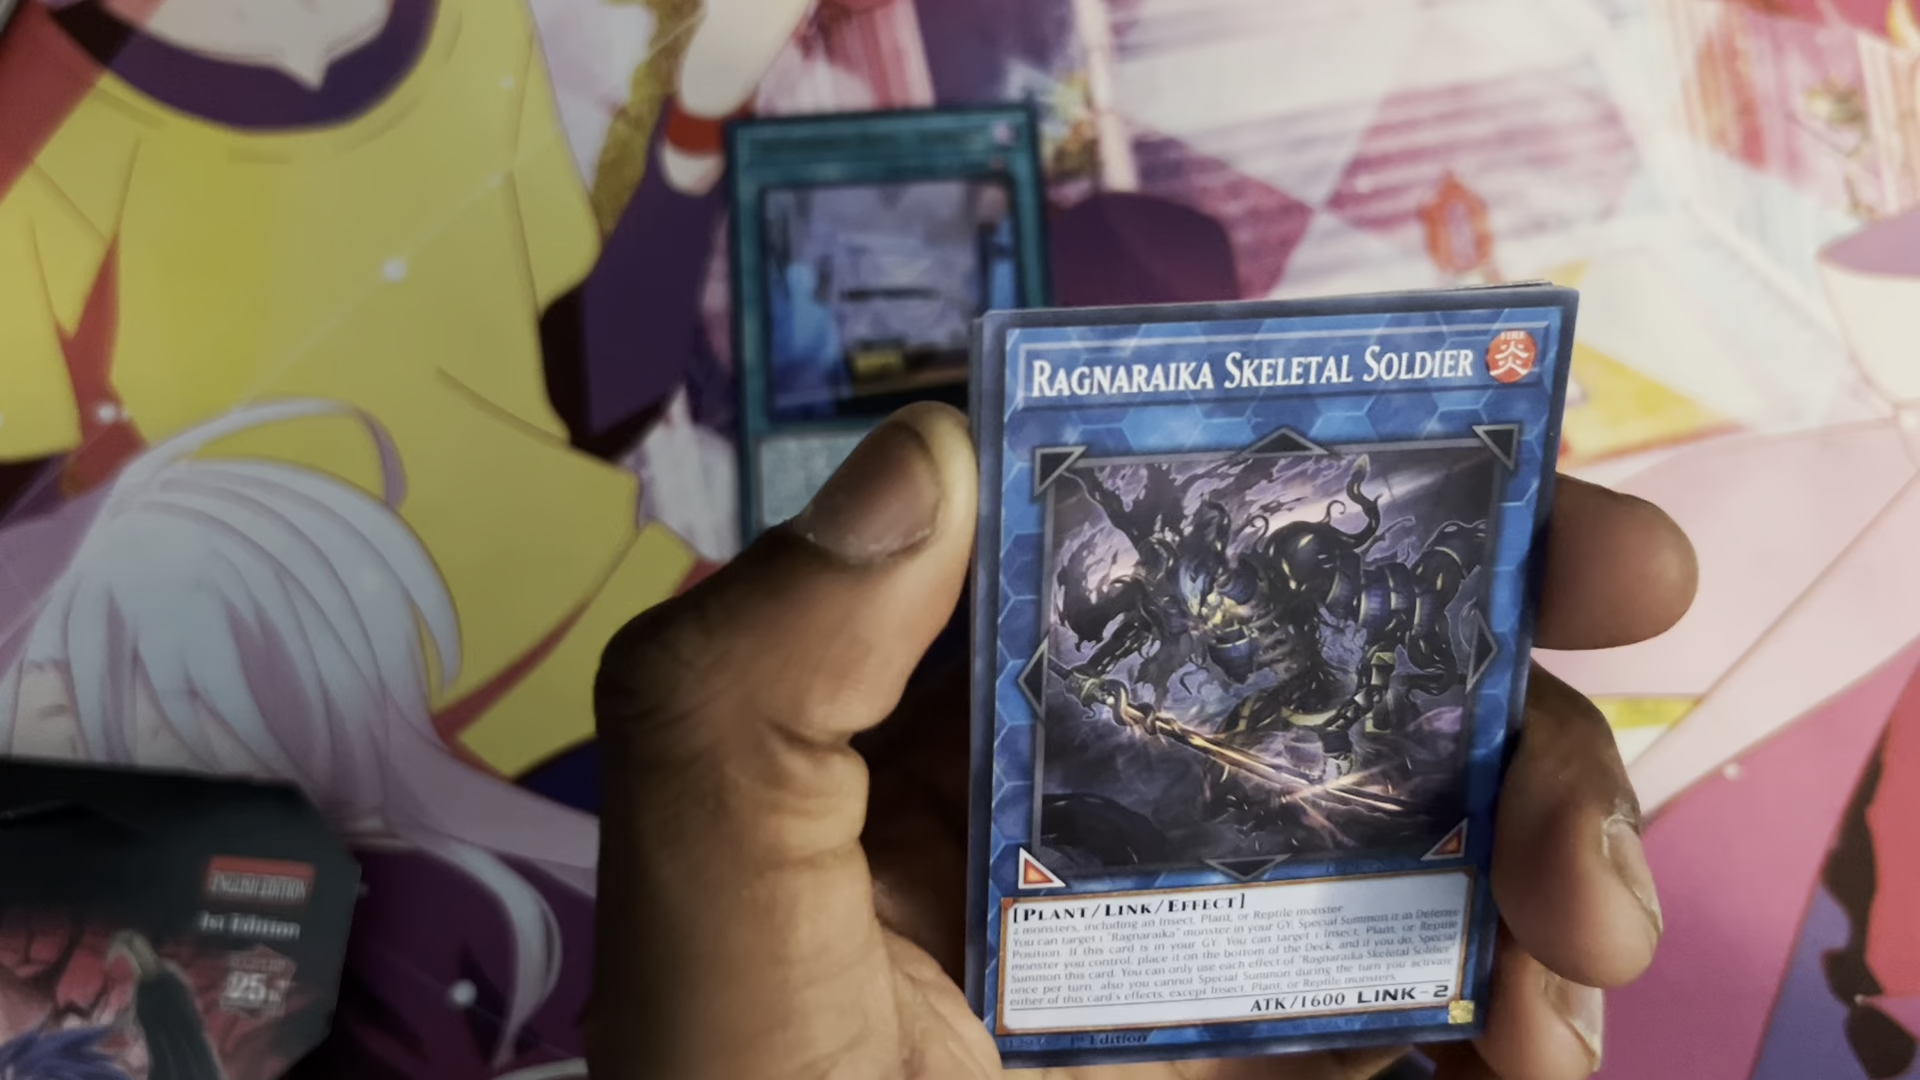 RAGNARAIKA SKELETAL SOLDIER
FIRE
炎
[PLANT/LINK/EFFECT]
2 monsters, including an Insect, Plant, or Reptile monster
You can target 1 "Ragnaraika" monster in your GY; Special Summon it in Defense
Position. If this card is in your GY: You can target 1 Insect, Plant, or Reptile
monster you control; place it on the bottom of the Deck, and if you do, Special
Summon this card. You can only use each effect of "Ragnaraika Skeletal Soldier"
once per turn, also you cannot Special Summon during the turn you activate
either of this card's effects, except Insect, Plant, or Reptile monsters.
ATK/1600 LINK-2
1st Edition
ENGLISH EDITION
1st Edition
25